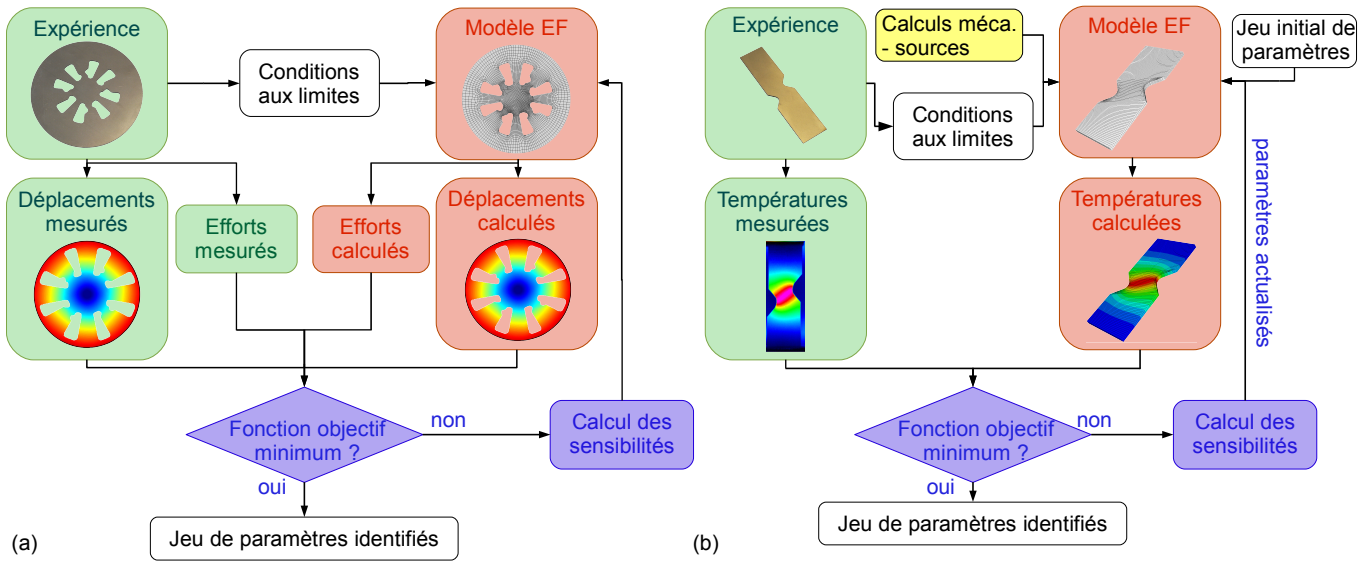 Expérience
Conditions
aux limites
Modèle EF
Déplacements
mesurés
Efforts
mesurés
Efforts
calculés
Déplacements
calculés
Fonction objectif
minimum ?
non
Calcul des
sensibilités
oui
Jeu de paramètres identifiés
(a)
Expérience
Calculs méca.
- sources
Modèle EF
Jeu initial de
paramètres
Conditions
aux limites
Températures
mesurées
Températures
calculées
paramètres actualisés
Fonction objectif
minimum ?
non
Calcul des
sensibilités
oui
Jeu de paramètres identifiés
(b)